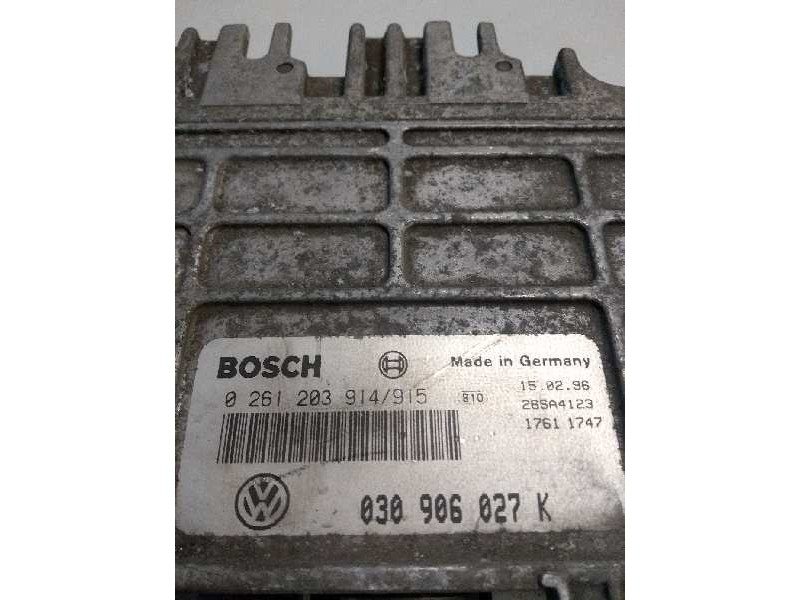 BOSCH
Made in Germany
0 261 203 914/915
810
15.02.96
28SA4123
1761 1747
VW
030 906 027 K